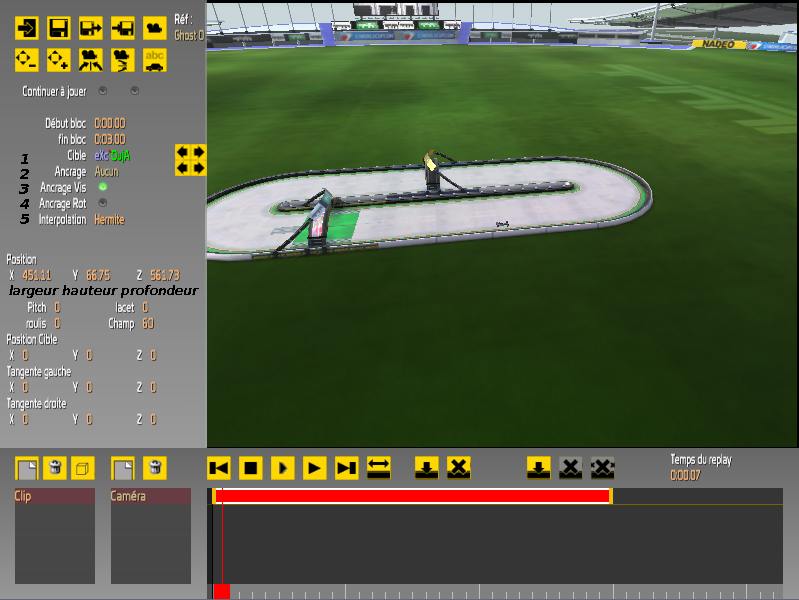 Réf :
Ghost 0
abc
NADEO
Continuer à jouer
Début bloc 0:00.00
fin bloc 0:03.00
1 Cible eXc°DujA
2 Ancrage Aucun
3 Ancrage Vis
4 Ancrage Rot
5 Interpolation Hermite
Position
X 451.11 Y 66.75 Z 561.73
largeur hauteur profondeur
Pitch 0 lacet 0
roulis 0 Champ 60
Position Cible
X 0 Y 0 Z 0
Tangente gauche
X 0 Y 0 Z 0
Tangente droite
X 0 Y 0 Z 0
Temps du replay
0:00.07
Clip
Caméra